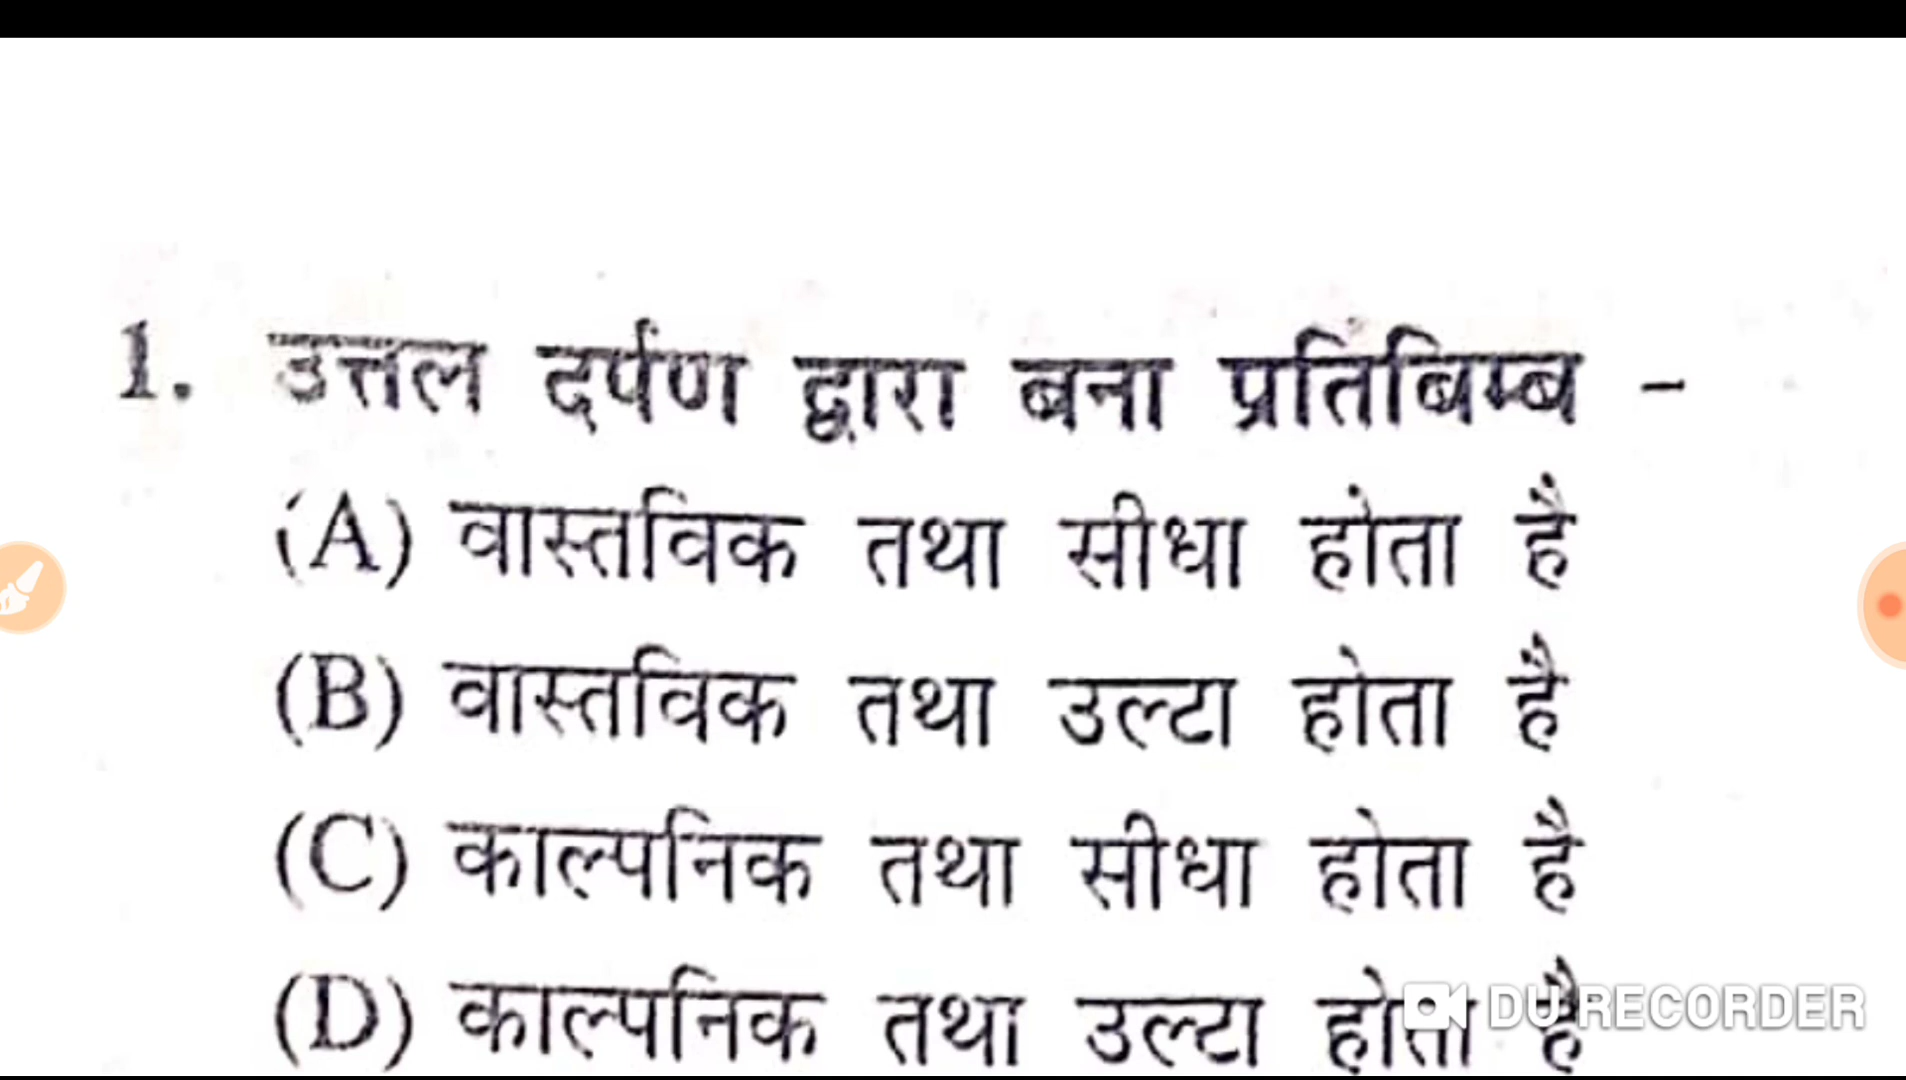 1. उत्तल दर्पण द्वारा बना प्रतिबिम्ब -
(A) वास्तविक तथा सीधा होता है
(B) वास्तविक तथा उल्टा होता है
(C) काल्पनिक तथा सीधा होता है
(D) काल्पनिक तथा उल्टा होता है
DU RECORDER